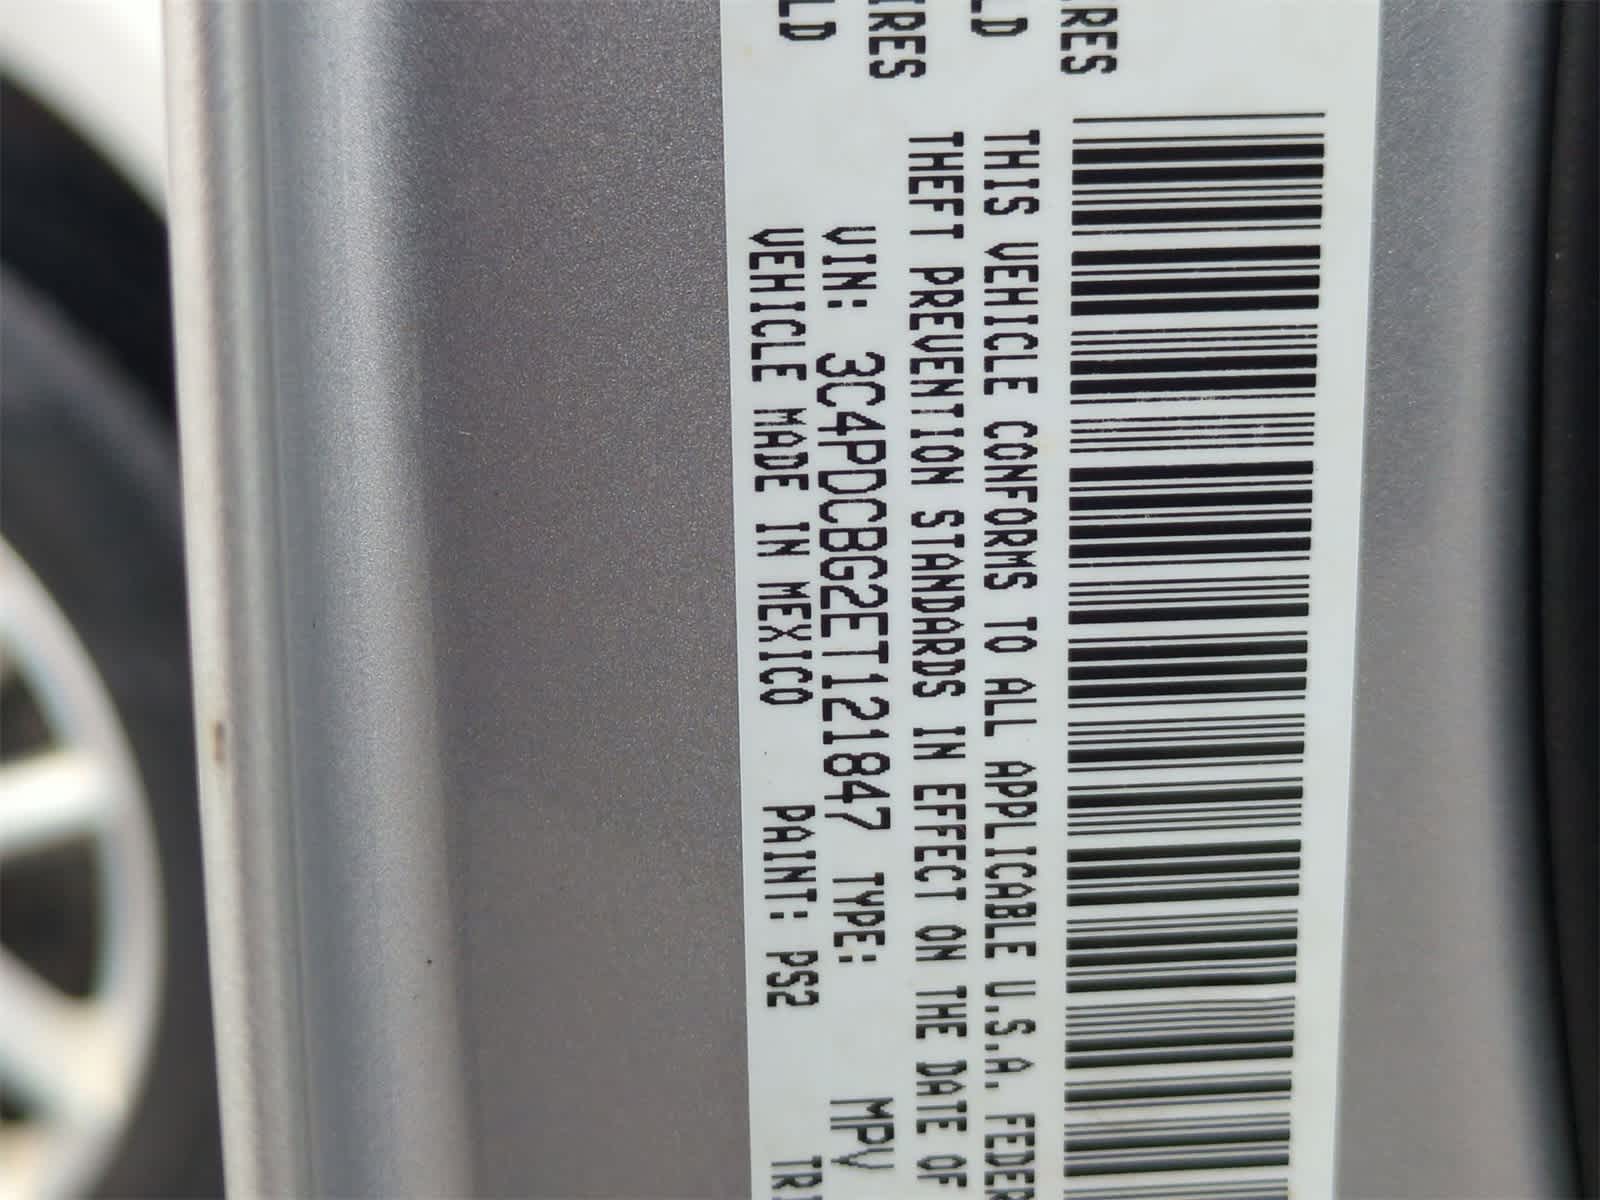 RES
LD
IRES
LD
THIS VEHICLE CONFORMS TO ALL APPLICABLE U.S.A. FEDER
THEFT PREVENTION STANDARDS IN EFFECT ON THE DATE OF
VIN: 3C4PDCBG2ET121847 TYPE: MPV
VEHICLE MADE IN MEXICO PAINT: PS2 TRI